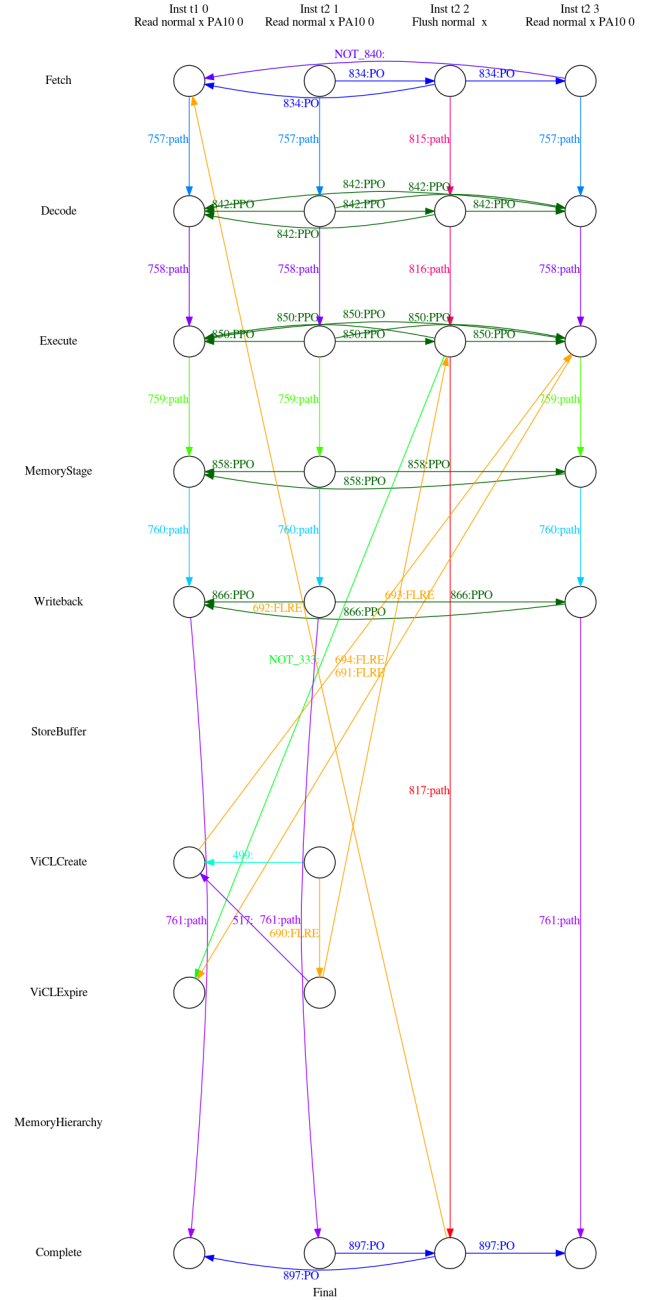 Inst t1 0 Inst t2 1 Inst t2 2 Inst t2 3
Read normal x PA10 0 Read normal x PA10 0 Flush normal  x Read normal x PA10 0
NOT_840:
Fetch 834:PO 834:PO
834:PO
757:path 757:path 815:path 757:path
842:PPO 842:PPO
Decode 842:PPO 842:PPO 842:PPO
842:PPO
758:path 758:path 816:path 758:path
850:PPO 850:PPO 850:PPO
Execute 850:PPO 850:PPO 850:PPO
759:path 759:path 759:path
MemoryStage 858:PPO 858:PPO
858:PPO
760:path 760:path 760:path
Writeback 866:PPO 693:FLRE 866:PPO
692:FLRE 866:PPO
NOT_333: 694:FLRE
691:FLRE
StoreBuffer
817:path
ViCLCreate 499:
761:path 517: 761:path 761:path
690:FLRE
ViCLExpire
MemoryHierarchy
Complete 897:PO 897:PO
897:PO
Final